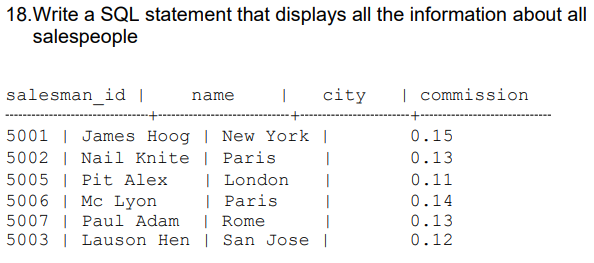 18.Write a SQL statement that displays all the information about all
salespeople
salesman_id | name | city | commission
-----------------------+---------------------+------------------+---------------------
5001 | James Hoog | New York | 0.15
5002 | Nail Knite | Paris | 0.13
5005 | Pit Alex | London | 0.11
5006 | Mc Lyon | Paris | 0.14
5007 | Paul Adam | Rome | 0.13
5003 | Lauson Hen | San Jose | 0.12